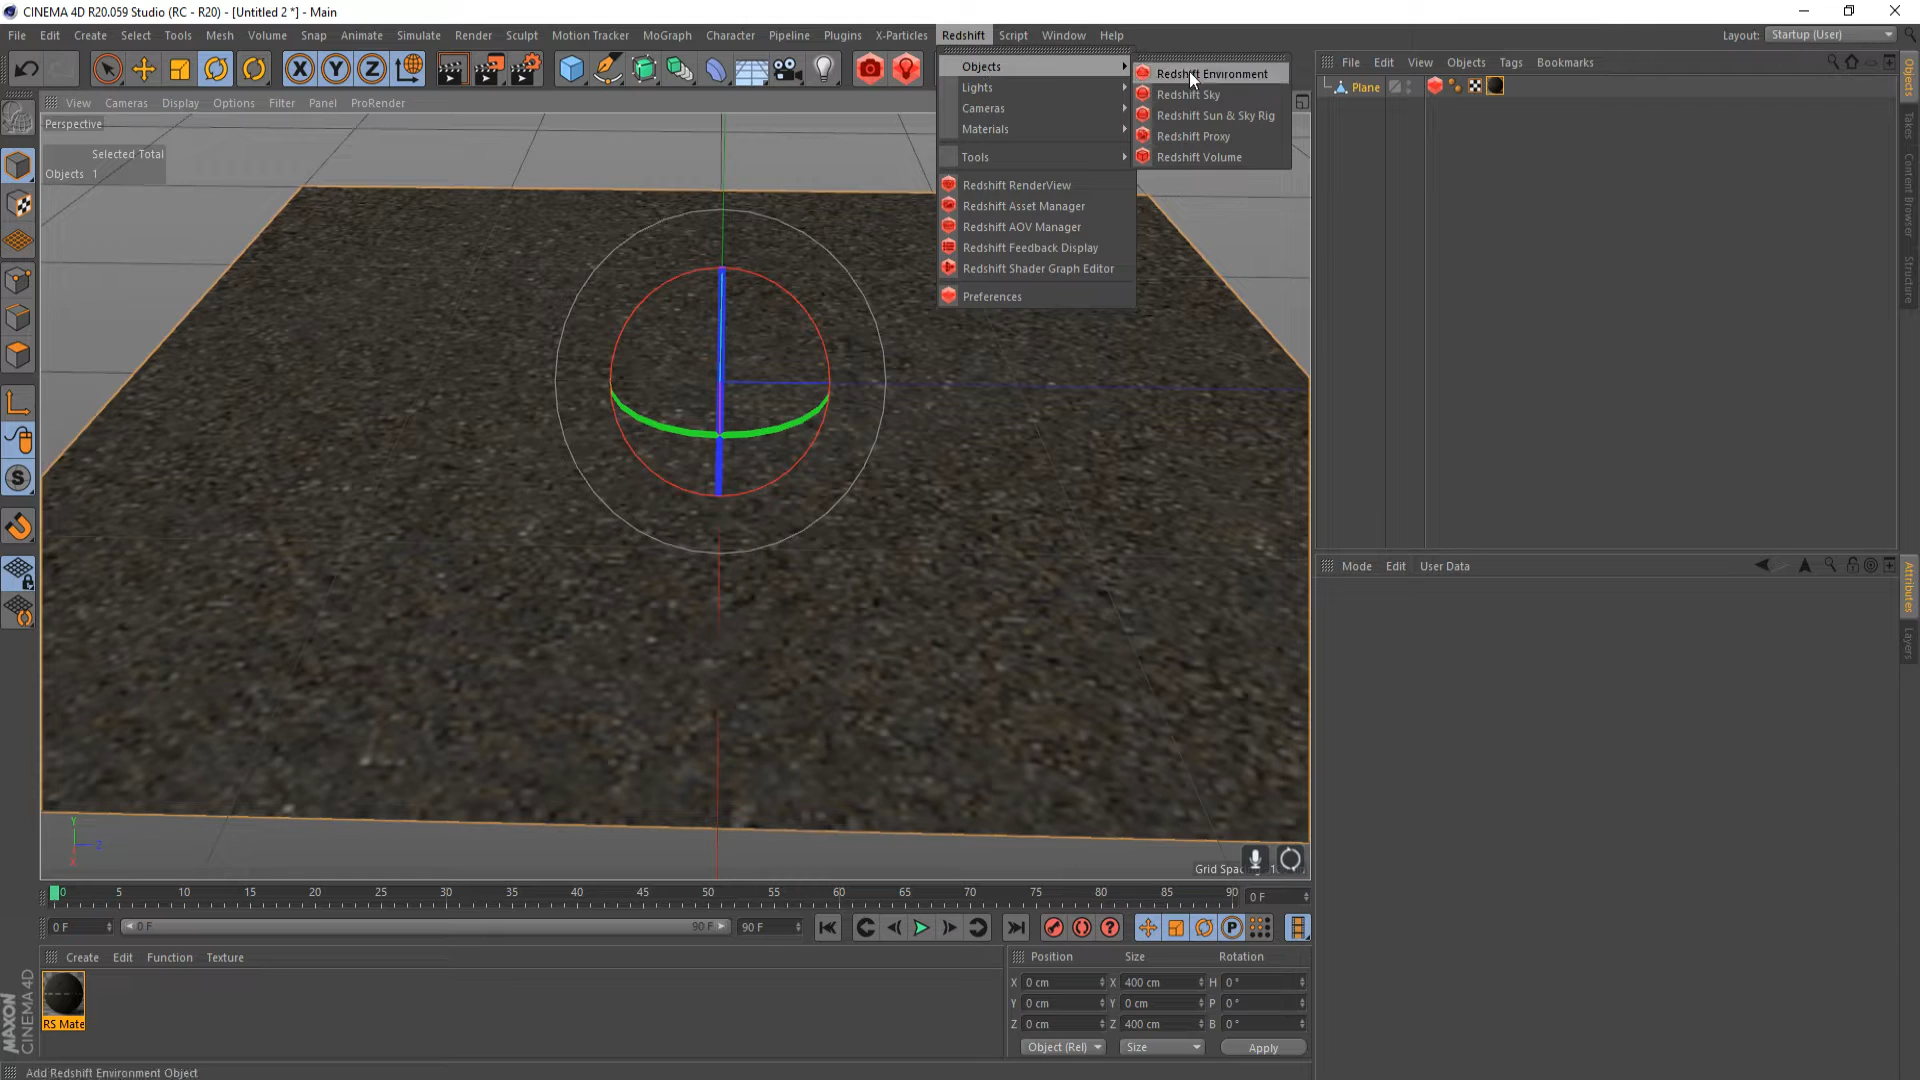 CINEMA 4D R20.059 Studio (RC - R20) - [Untitled 2 *] - Main
File Edit Create Select Tools Mesh Volume Snap Animate Simulate Render Sculpt Motion Tracker MoGraph Character Pipeline Plugins X-Particles Redshift Script Window Help Layout: Startup (User)
View Cameras Display Options Filter Panel ProRender
Perspective
Selected Total
Objects 1
Objects
Lights
Cameras
Materials
Tools
Redshift RenderView
Redshift Asset Manager
Redshift AOV Manager
Redshift Feedback Display
Redshift Shader Graph Editor
Preferences
Redshift Environment
Redshift Sky
Redshift Sun & Sky Rig
Redshift Proxy
Redshift Volume
File Edit View Objects Tags Bookmarks
Plane
Objects
Takes
Content Browser
Structure
Mode Edit User Data
Attributes
Layers
Y
Z
X
0 5 10 15 20 25 30 35 40 45 50 55 60 65 70 75 80 85 90 0 F
0 F 0 F 90 F 90 F
Create Edit Function Texture
RS Mate
MAXON
CINEMA 4D
Position Size Rotation
X 0 cm X 400 cm H 0 °
Y 0 cm Y 0 cm P 0 °
Z 0 cm Z 400 cm B 0 °
Object (Rel) Size Apply
Add Redshift Environment Object